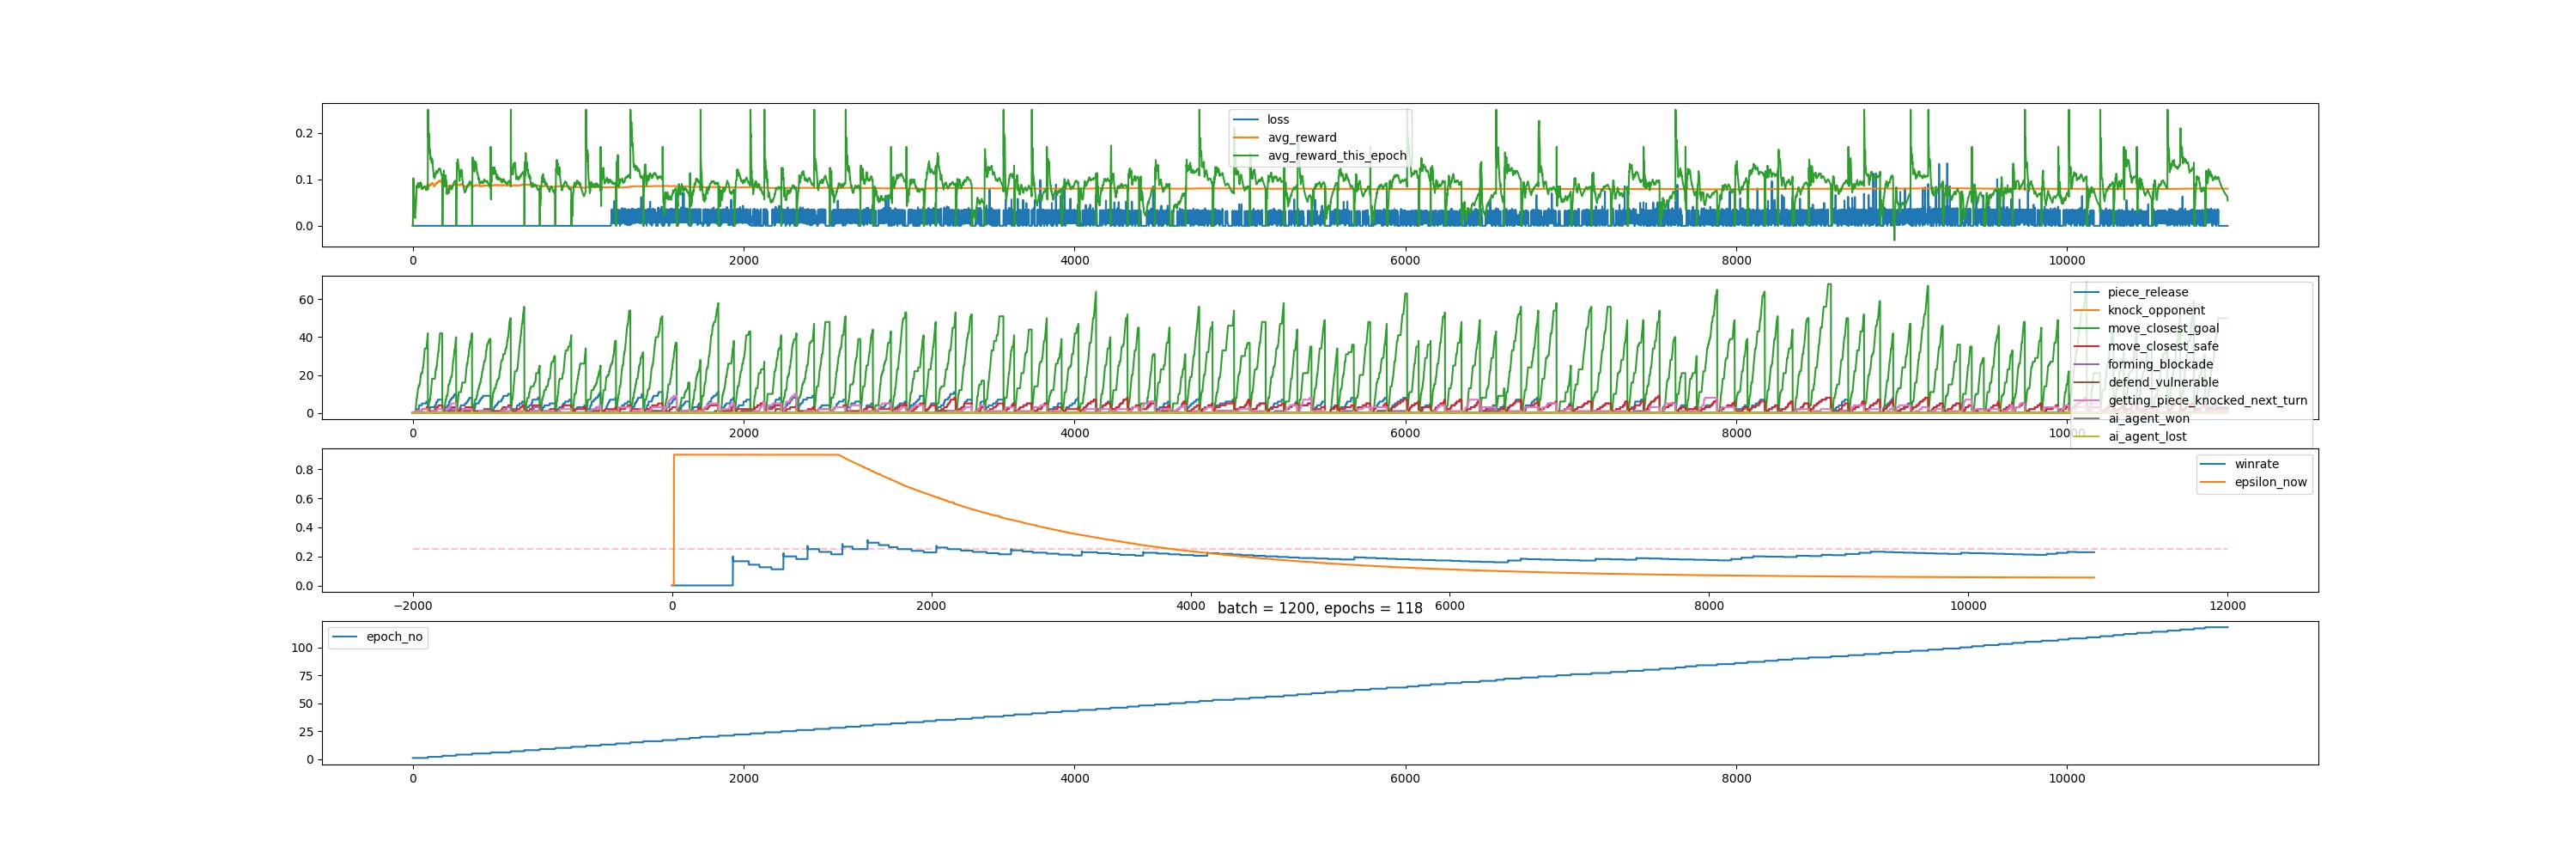 0.2
0.1
0.0
loss
avg_reward
avg_reward_this_epoch
0 2000 4000 6000 8000 10000
60
40
20
0
piece_release
knock_opponent
move_closest_goal
move_closest_safe
forming_blockade
defend_vulnerable
getting_piece_knocked_next_turn
ai_agent_won
ai_agent_lost
0 2000 4000 6000 8000 10000
0.8
0.6
0.4
0.2
0.0
winrate
epsilon_now
−2000 0 2000 4000 6000 8000 10000 12000
batch = 1200, epochs = 118
100
75
50
25
0
epoch_no
0 2000 4000 6000 8000 10000